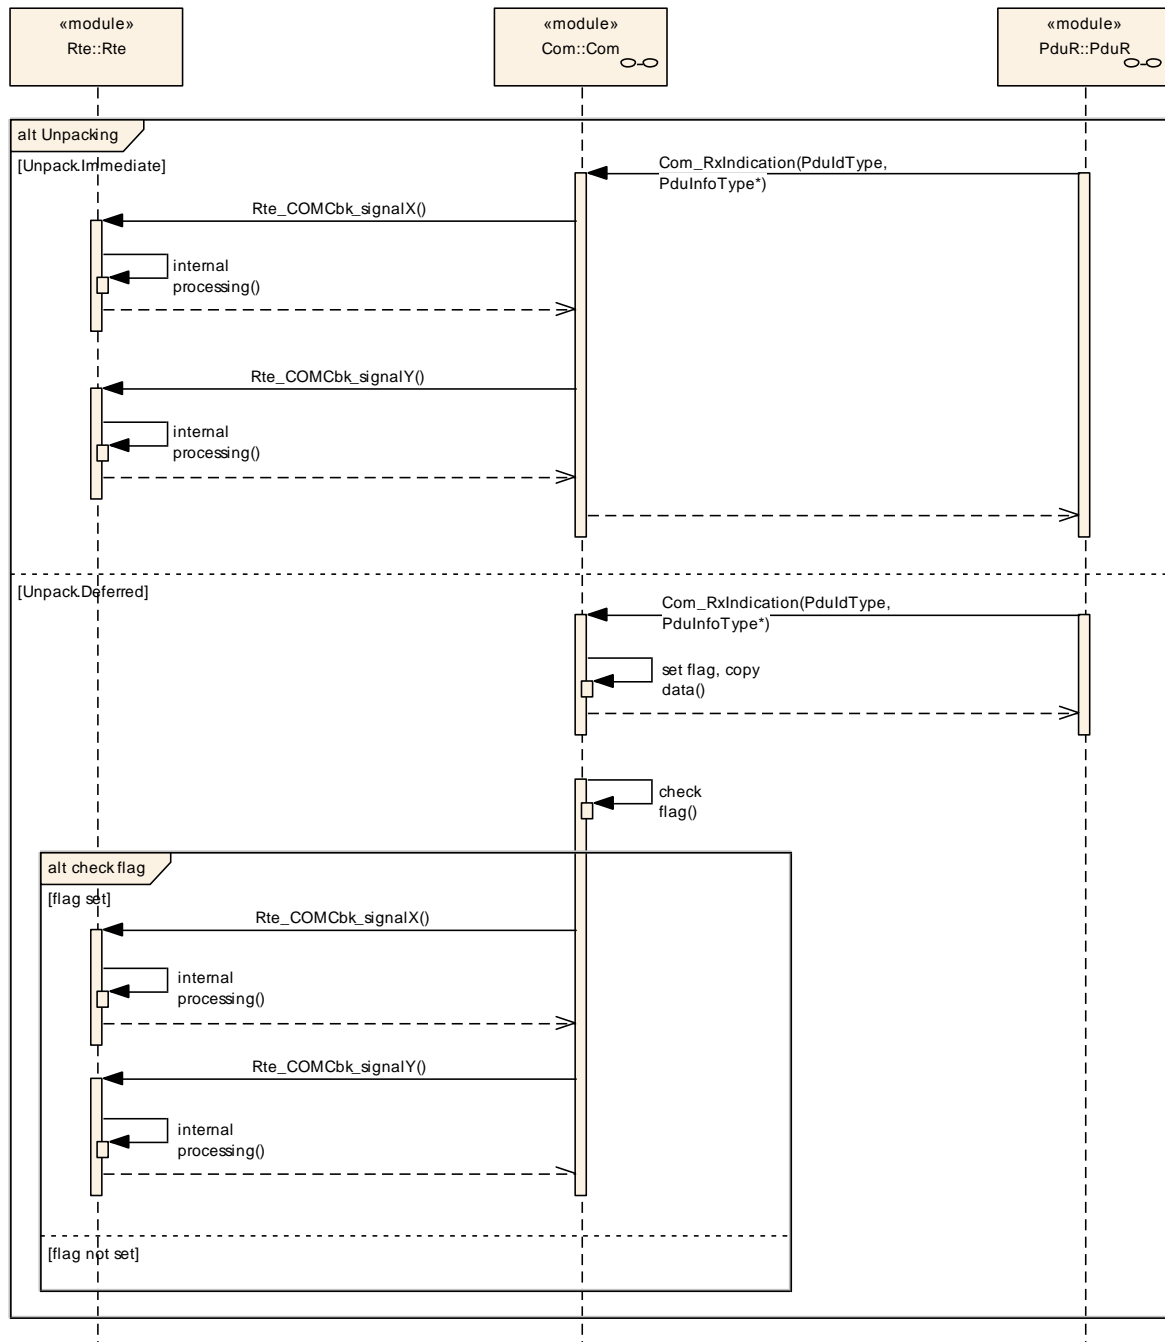 «module»
Rte::Rte
«module»
Com::Com
«module»
PduR::PduR
alt Unpacking
[Unpack.Immediate]
Com_RxIndication(PduIdType,
PduInfoType*)
Rte_COMCbk_signalX()
internal
processing()
Rte_COMCbk_signalY()
internal
processing()
[Unpack.Deferred]
Com_RxIndication(PduIdType,
PduInfoType*)
set flag, copy
data()
check
flag()
alt check flag
[flag set]
Rte_COMCbk_signalX()
internal
processing()
Rte_COMCbk_signalY()
internal
processing()
[flag not set]